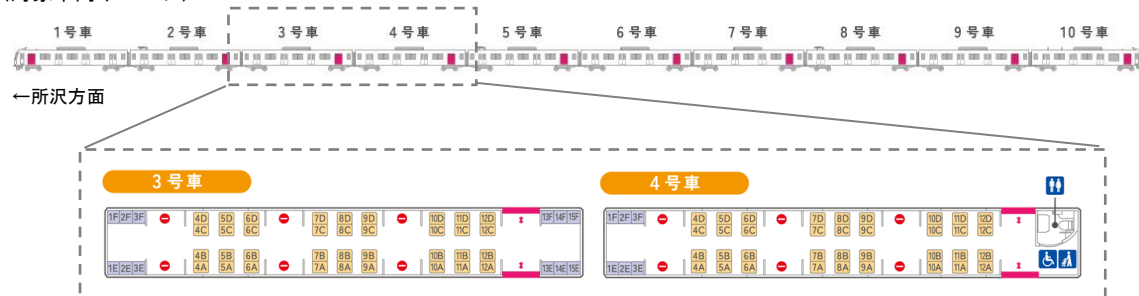 1号車 2号車 3号車 4号車 5号車 6号車 7号車 8号車 9号車 10号車
←所沢方面
3号車 4号車
1F 2F 3F 4D 5D 6D 7D 8D 9D 10D 11D 12D 13F 14F 15F 1F 2F 3F 4D 5D 6D 7D 8D 9D 10D 11D 12D
4C 5C 6C 7C 8C 9C 10C 11C 12C 4C 5C 6C 7C 8C 9C 10C 11C 12C
4B 5B 6B 7B 8B 9B 10B 11B 12B 4B 5B 6B 7B 8B 9B 10B 11B 12B
1E 2E 3E 4A 5A 6A 7A 8A 9A 10A 11A 12A 13E 14E 15E 1E 2E 3E 4A 5A 6A 7A 8A 9A 10A 11A 12A